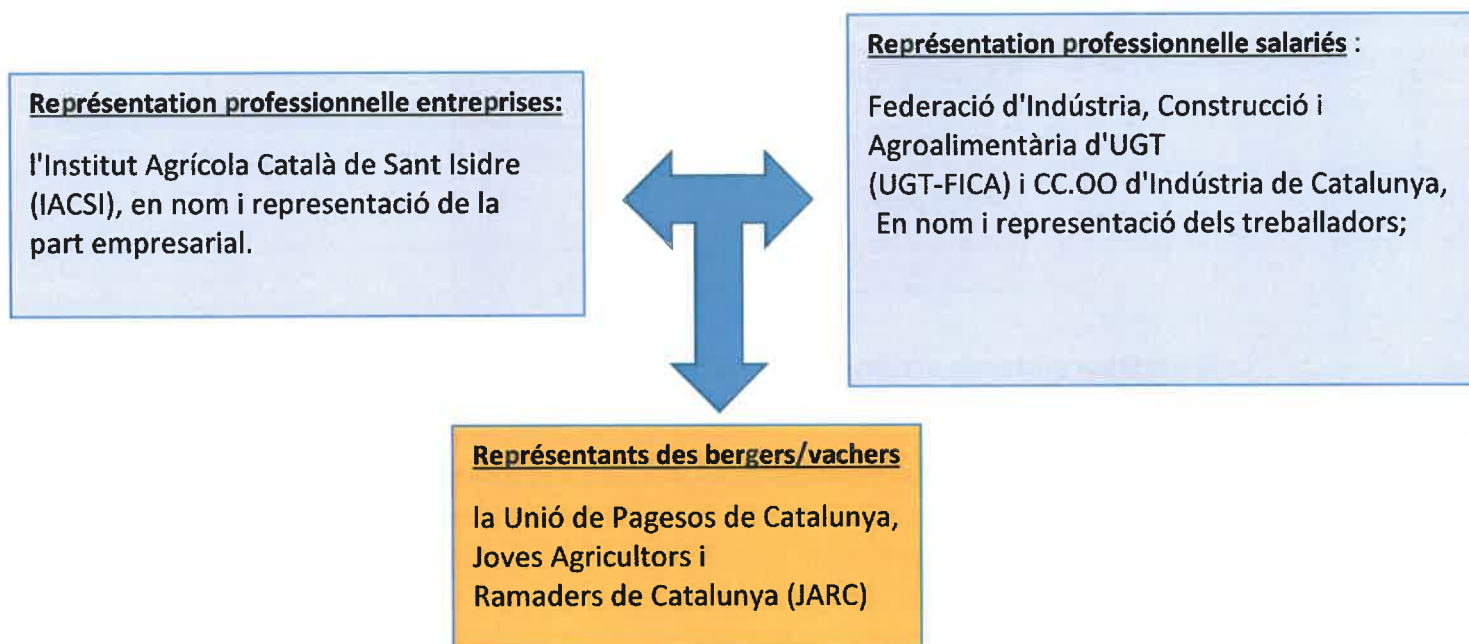 Représentation professionnelle entreprises:
l'Institut Agrícola Català de Sant Isidre
(IACSI), en nom i representació de la
part empresarial.
Représentation professionnelle salariés :
Federació d'Indústria, Construcció i
Agroalimentària d'UGT
(UGT-FICA) i CC.OO d'Indústria de Catalunya,
En nom i representació dels treballadors;
Représentants des bergers/vachers
la Unió de Pagesos de Catalunya,
Joves Agricultors i
Ramaders de Catalunya (JARC)